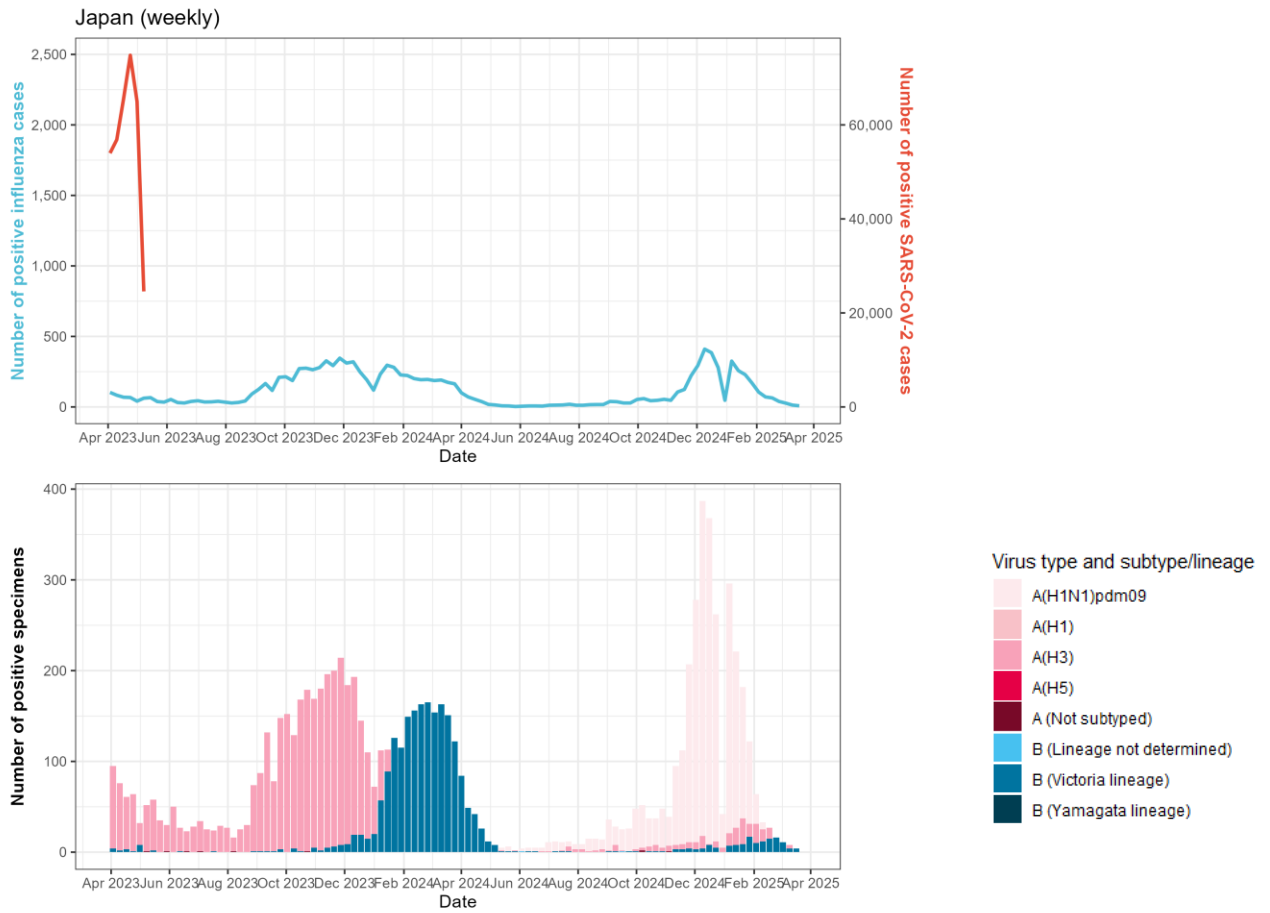 Japan (weekly)
Number of positive influenza cases
2,500
2,000
1,500
1,000
500
0
60,000
40,000
20,000
0
Number of positive SARS-CoV-2 cases
Apr 2023 Jun 2023 Aug 2023 Oct 2023 Dec 2023 Feb 2024 Apr 2024 Jun 2024 Aug 2024 Oct 2024 Dec 2024 Feb 2025 Apr 2025
Date
Number of positive specimens
400
300
200
100
0
Apr 2023 Jun 2023 Aug 2023 Oct 2023 Dec 2023 Feb 2024 Apr 2024 Jun 2024 Aug 2024 Oct 2024 Dec 2024 Feb 2025 Apr 2025
Date
Virus type and subtype/lineage
A(H1N1)pdm09
A(H1)
A(H3)
A(H5)
A (Not subtyped)
B (Lineage not determined)
B (Victoria lineage)
B (Yamagata lineage)